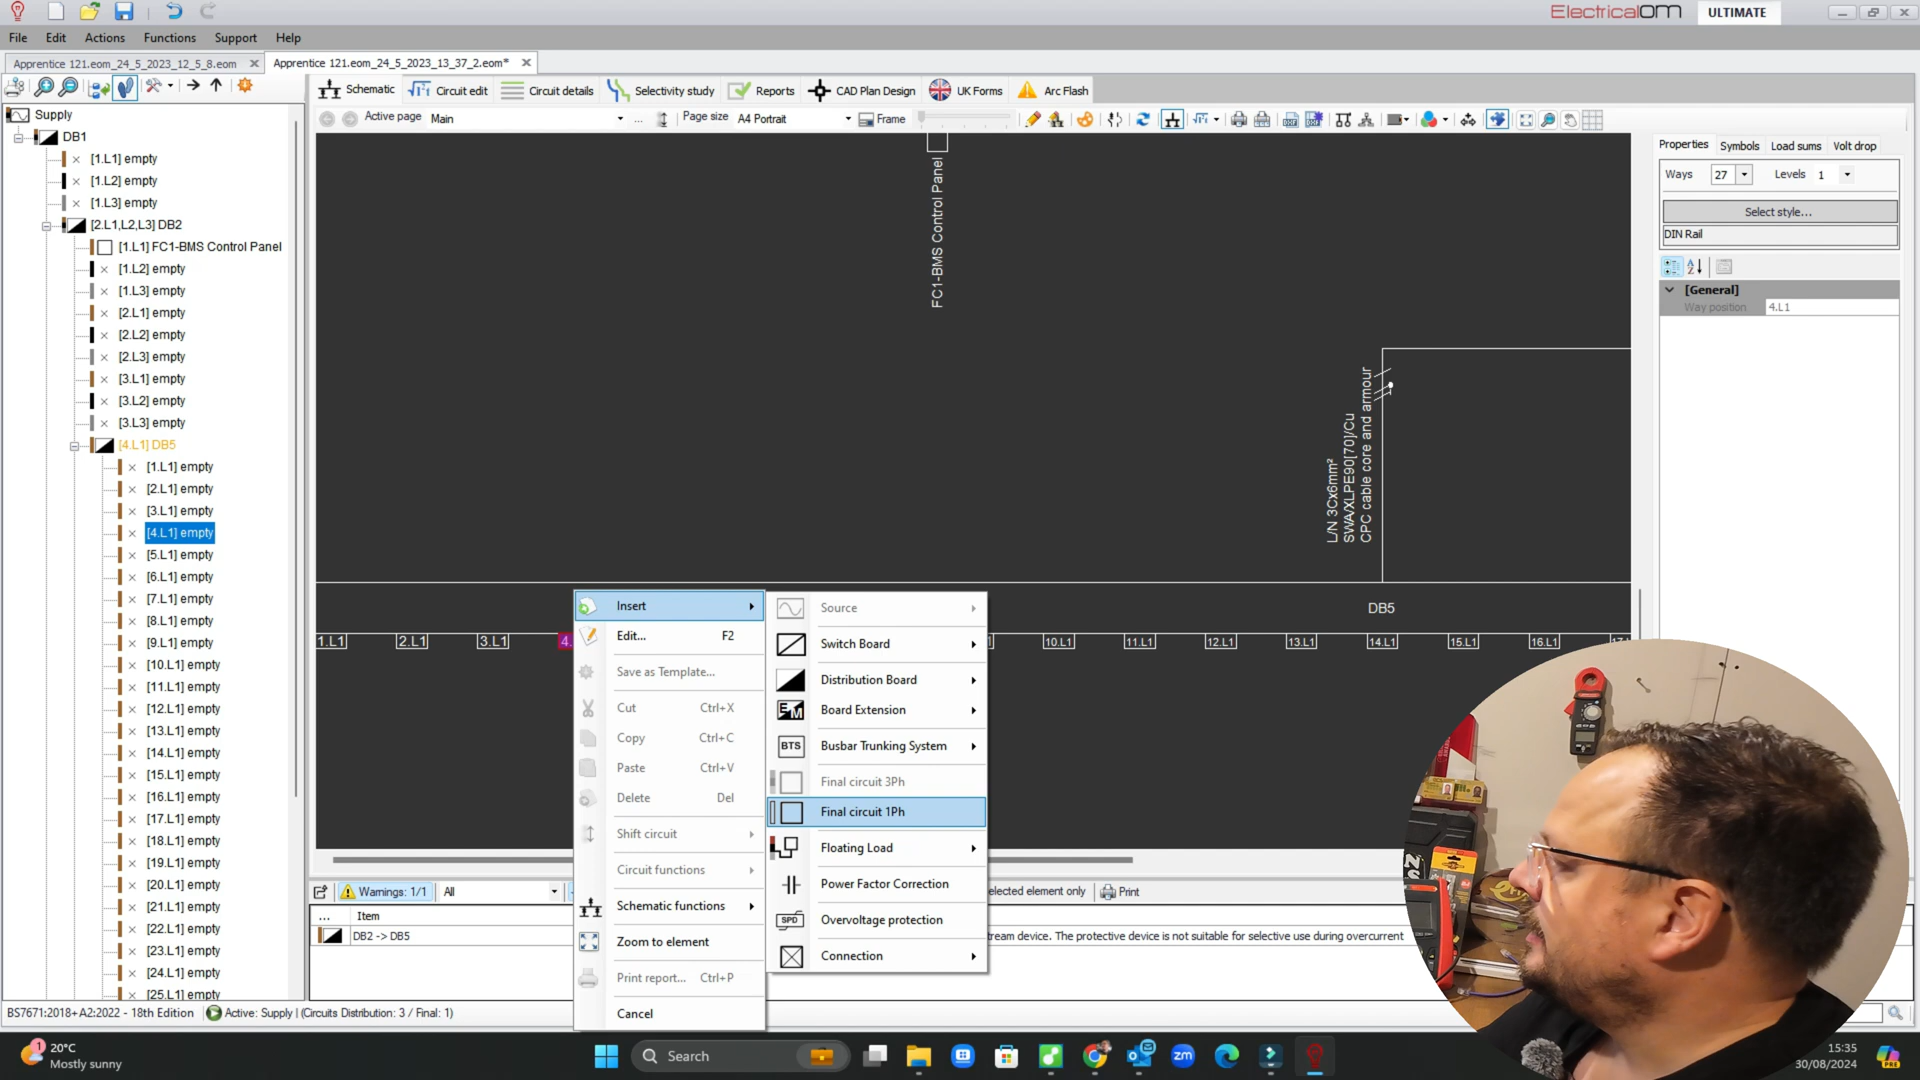 ElectricalOM ULTIMATE
File Edit Actions Functions Support Help
Apprentice 121.eom_24_5_2023_12_5_8.eom
Apprentice 121.eom_24_5_2023_13_37_2.eom*
Schematic Circuit edit Circuit details Selectivity study Reports CAD Plan Design UK Forms Arc Flash
Active page Main ... Page size A4 Portrait Frame
Supply
DB1
[1.L1] empty
[1.L2] empty
[1.L3] empty
[2.L1,L2,L3] DB2
[1.L1] FC1-BMS Control Panel
[1.L2] empty
[1.L3] empty
[2.L1] empty
[2.L2] empty
[2.L3] empty
[3.L1] empty
[3.L2] empty
[3.L3] empty
[4.L1] DB5
[1.L1] empty
[2.L1] empty
[3.L1] empty
[4.L1] empty
[5.L1] empty
[6.L1] empty
[7.L1] empty
[8.L1] empty
[9.L1] empty
[10.L1] empty
[11.L1] empty
[12.L1] empty
[13.L1] empty
[14.L1] empty
[15.L1] empty
[16.L1] empty
[17.L1] empty
[18.L1] empty
[19.L1] empty
[20.L1] empty
[21.L1] empty
[22.L1] empty
[23.L1] empty
[24.L1] empty
[25.L1] empty
FC1-BMS Control Panel
L/N 3Cx6mm²
SWA/XLPE90[70]/Cu
CPC cable core and armour
DB5
1.L1 2.L1 3.L1 4. 10.L1 11.L1 12.L1 13.L1 14.L1 15.L1 16.L1
Insert
Edit... F2
Save as Template...
Cut Ctrl+X
Copy Ctrl+C
Paste Ctrl+V
Delete Del
Shift circuit
Circuit functions
Schematic functions
Zoom to element
Print report... Ctrl+P
Cancel
Source
Switch Board
Distribution Board
EM Board Extension
BTS Busbar Trunking System
Final circuit 3Ph
Final circuit 1Ph
Floating Load
Power Factor Correction
SPD Overvoltage protection
Connection
Properties Symbols Load sums Volt drop
Ways 27 Levels 1
Select style...
DIN Rail
[General]
Way position 4.L1
Warnings: 1/1 All elected element only Print
... Item
DB2 -> DB5 tream device. The protective device is not suitable for selective use during overcurrent
BS7671:2018+A2:2022 - 18th Edition Active: Supply | (Circuits Distribution: 3 / Final: 1)
1 20°C
Mostly sunny
Search
zm
15:35
30/08/2024
PRE